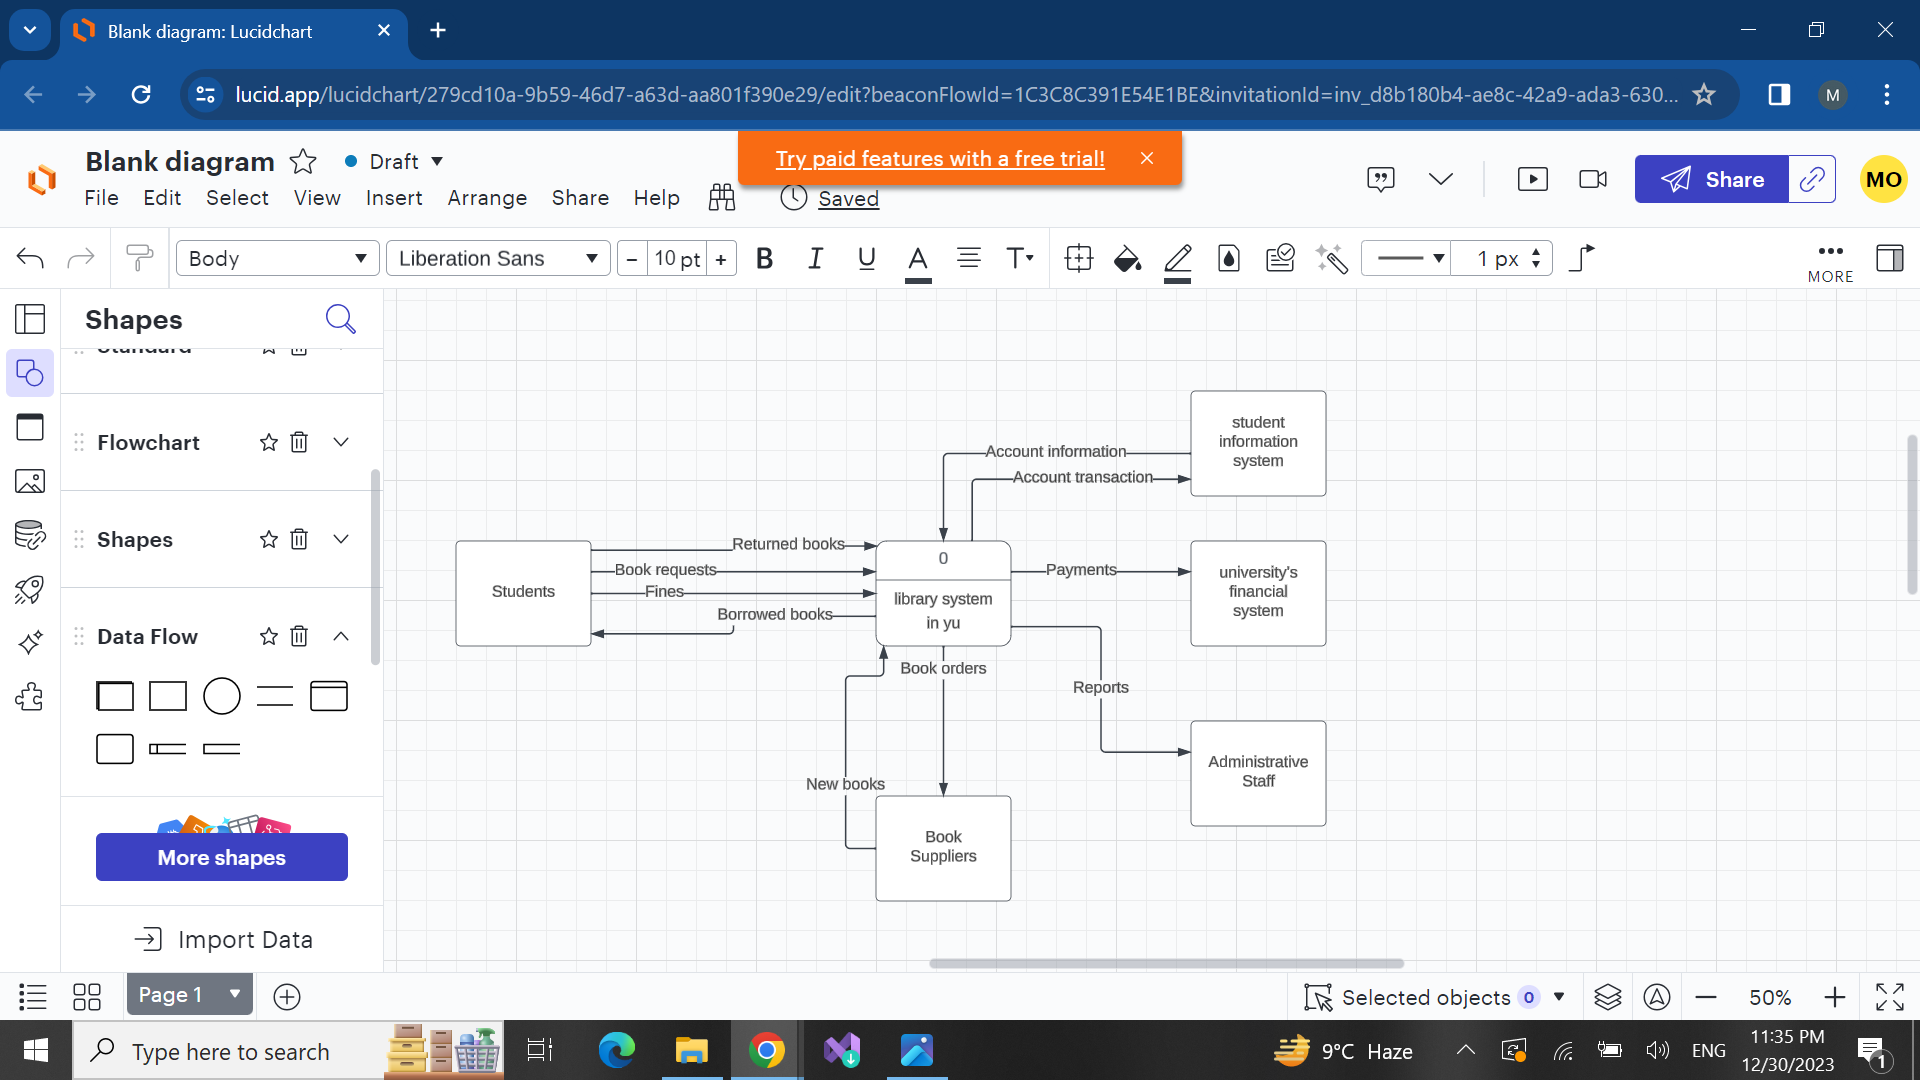 Blank diagram: Lucidchart
lucid.app/lucidchart/279cd10a-9b59-46d7-a63d-aa801f390e29/edit?beaconFlowId=1C3C8C391E54E1BE&invitationId=inv_d8b180b4-ae8c-42a9-ada3-630...
M
Blank diagram
Draft
Try paid features with a free trial!
Share
MO
File Edit Select View Insert Arrange Share Help
Saved
Body
Liberation Sans
- 10 pt +
B I U A T
1 px
MORE
Shapes
Standard
Flowchart
Shapes
Data Flow
More shapes
Import Data
student
information
system
Account information
Account transaction
Returned books
Book requests
Fines
Borrowed books
Students
0
library system
in yu
Payments
university's
financial
system
Book orders
Reports
Administrative
Staff
New books
Book
Suppliers
Page 1
Selected objects 0
50%
Type here to search
9°C Haze
ENG
11:35 PM
12/30/2023
1